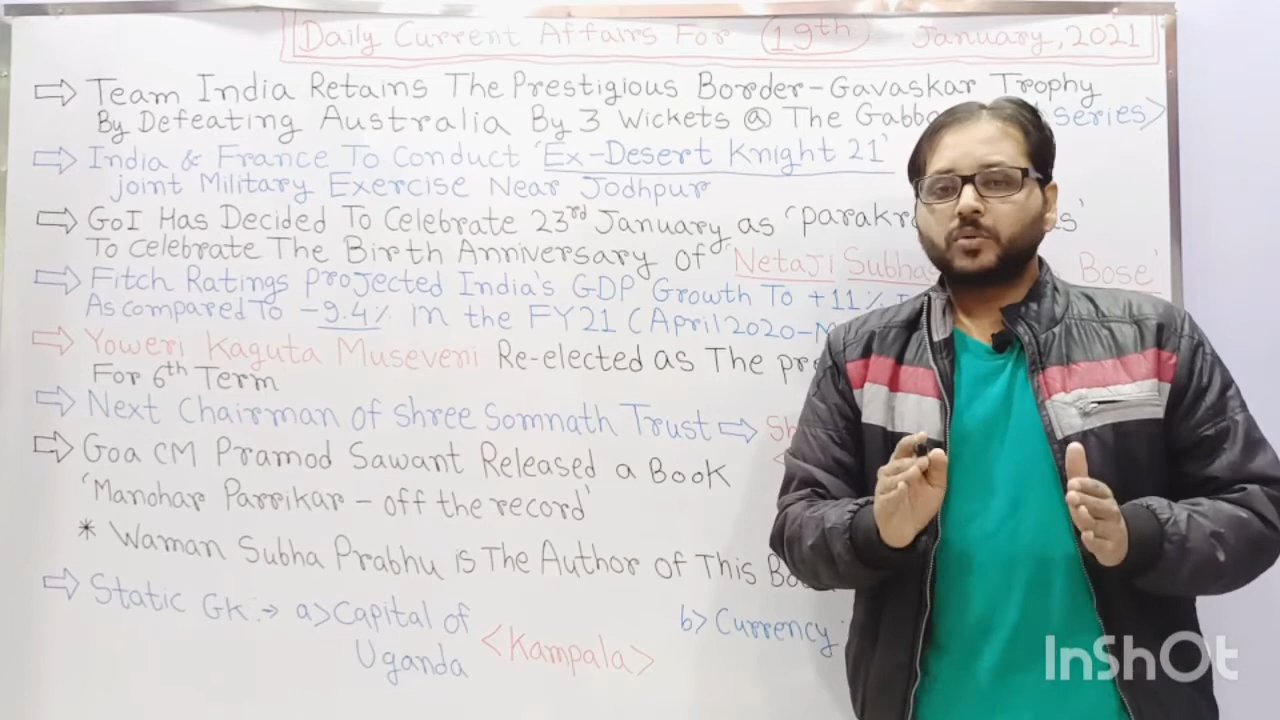 Daily Current Affairs For 19th January, 2021
⇒ Team India Retains The Prestigious Border-Gavaskar Trophy
By Defeating Australia By 3 Wickets @ The Gabba series>
⇒ India & France To Conduct 'Ex-Desert Knight 21'
joint Military Exercise Near Jodhpur
⇒ GoI Has Decided To Celebrate 23rd January as
To celebrate The Birth Anniversary of 'Netaji Bose'
⇒ Fitch Ratings projected India's GDP Growth To +11%
As compared To -9.4% in the FY21 (April 2020-
⇒ Yoweri Kaguta Museveni Re-elected as The
For 6th Term
⇒ Next Chairman of Shree Somnath Trust ⇒
⇒ Goa CM Pramod Sawant Released a Book
'Manohar Parrikar - off the record'
* Waman Subha Prabhu is The Author of This
⇒ Static GK :→ a> Capital of b> Currency
Uganda <Kampala>
InShOt